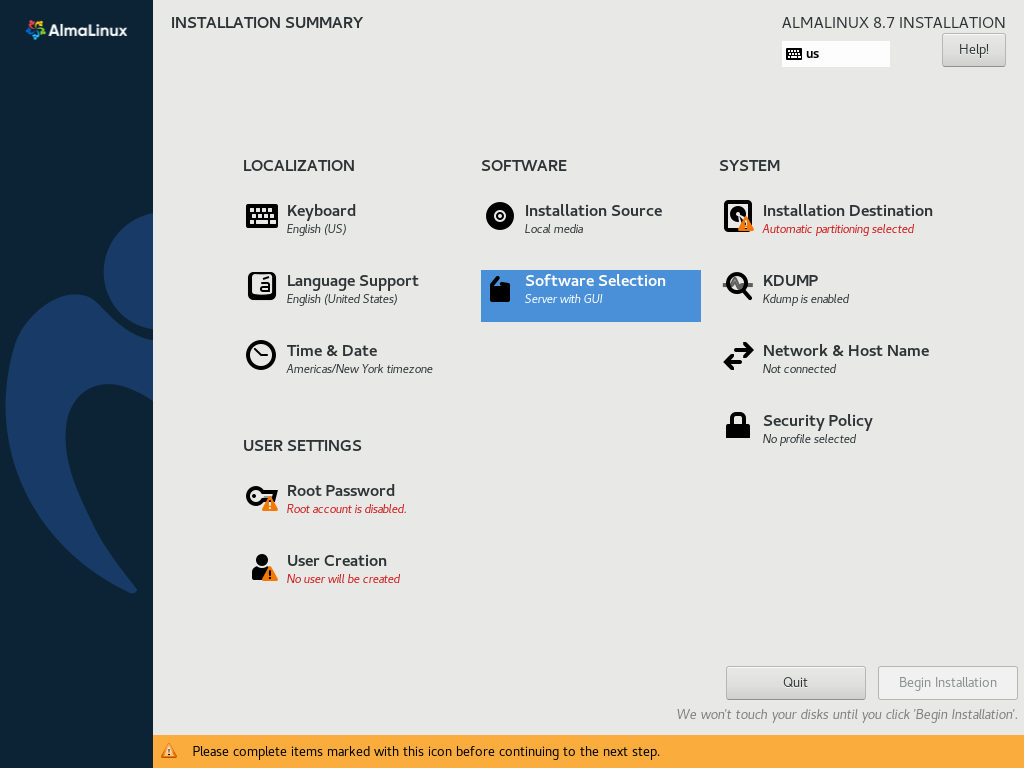 AlmaLinux
INSTALLATION SUMMARY
ALMALINUX 8.7 INSTALLATION
us
Help!
LOCALIZATION
Keyboard
English (US)
Language Support
English (United States)
Time & Date
Americas/New York timezone
USER SETTINGS
Root Password
Root account is disabled.
User Creation
No user will be created
SOFTWARE
Installation Source
Local media
Software Selection
Server with GUI
SYSTEM
Installation Destination
Automatic partitioning selected
KDUMP
Kdump is enabled
Network & Host Name
Not connected
Security Policy
No profile selected
Quit
Begin Installation
We won't touch your disks until you click 'Begin Installation'.
Please complete items marked with this icon before continuing to the next step.